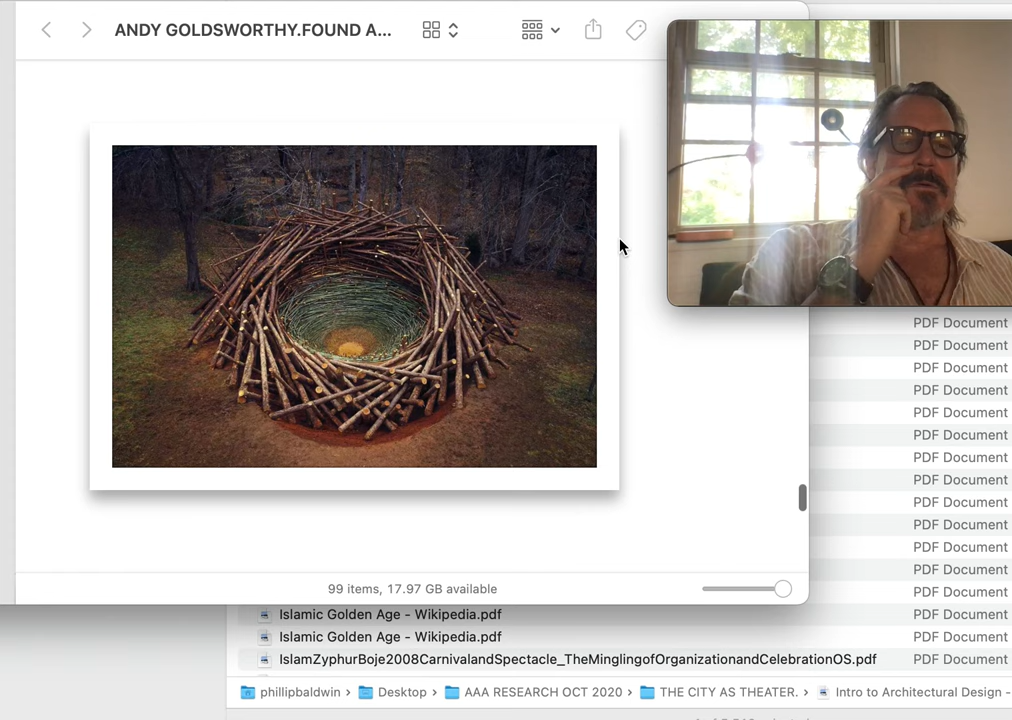 ANDY GOLDSWORTHY.FOUND A...
PDF Document
PDF Document
PDF Document
PDF Document
PDF Document
PDF Document
PDF Document
PDF Document
PDF Document
PDF Document
PDF Document
PDF Document
PDF Document
99 items, 17.97 GB available
Islamic Golden Age - Wikipedia.pdf PDF Document
Islamic Golden Age - Wikipedia.pdf PDF Document
IslamZyphurBoje2008CarnivalandSpectacle_TheMinglingofOrganizationandCelebrationOS.pdf PDF Document
phillipbaldwin › Desktop › AAA RESEARCH OCT 2020 › THE CITY AS THEATER. › Intro to Architectural Design -